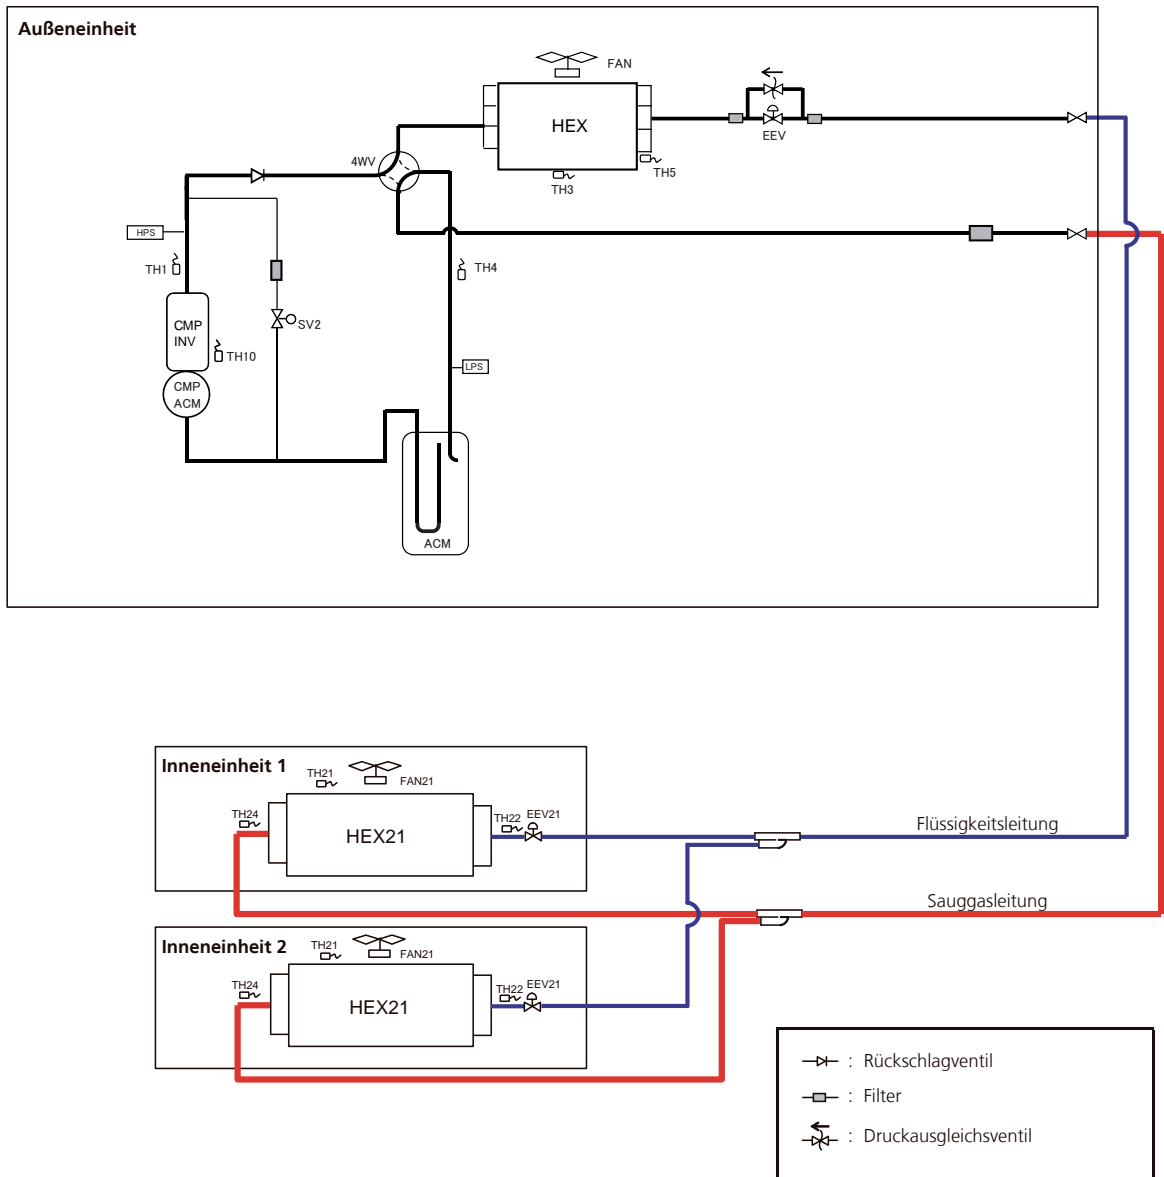 Außeneinheit
FAN
HEX
EEV
4WV
TH5
TH3
HPS
TH1
TH4
CMP
INV
SV2
TH10
LPS
CMP
ACM
ACM
Inneneinheit 1
TH21
FAN21
TH24
TH22
EEV21
HEX21
Flüssigkeitsleitung
Sauggasleitung
Inneneinheit 2
TH21
FAN21
TH24
TH22
EEV21
HEX21
: Rückschlagventil
: Filter
: Druckausgleichsventil